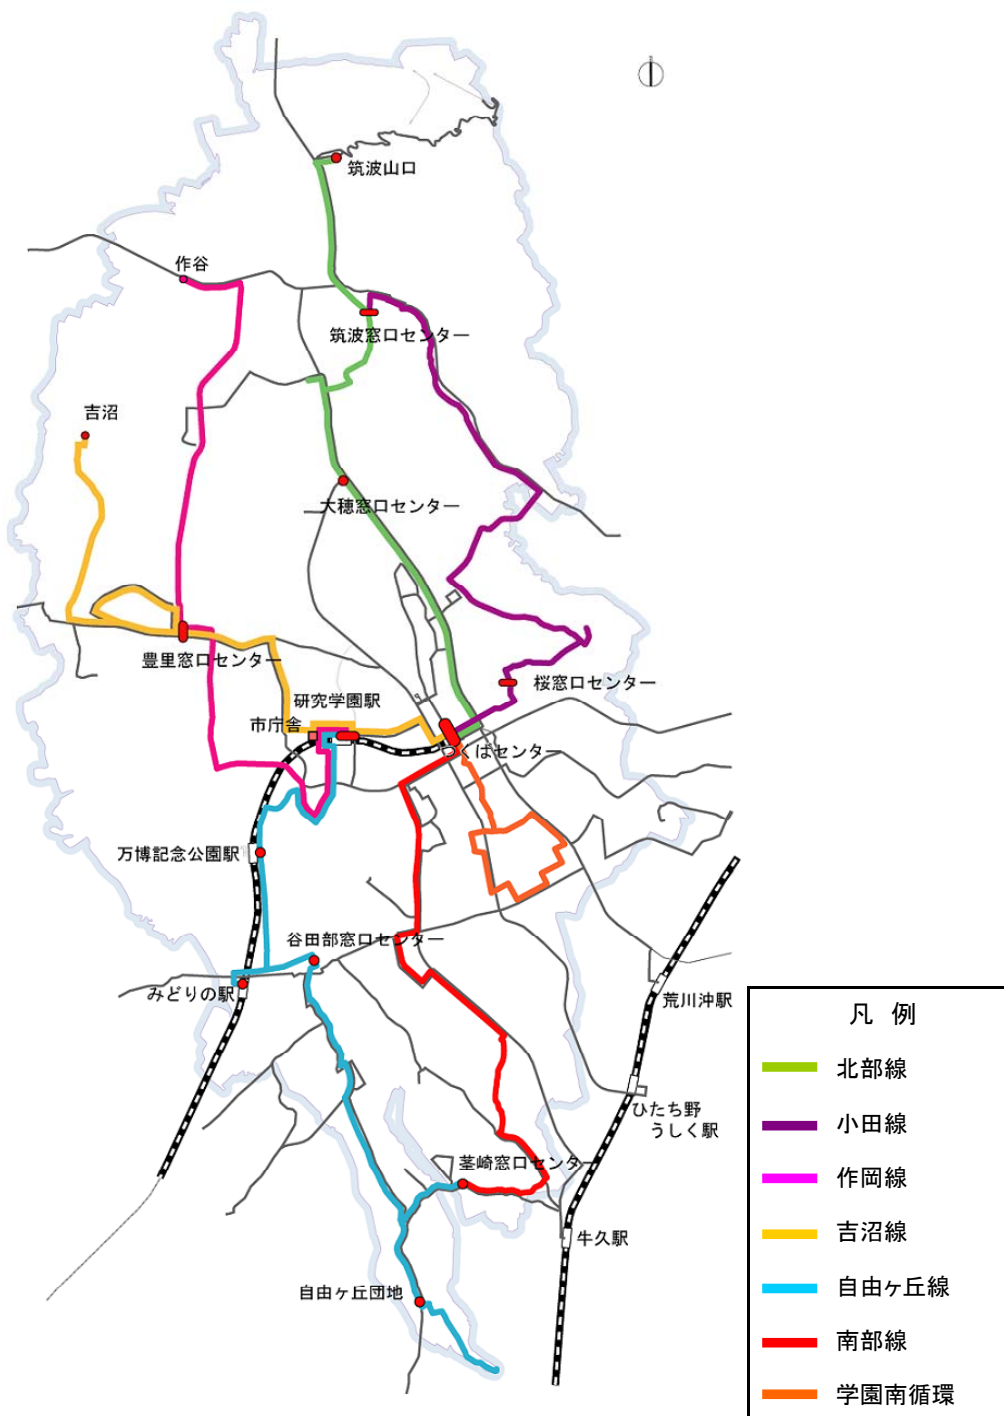 筑波山口
作谷
筑波窓口センター
吉沼
大穂窓口センター
豊里窓口センター
桜窓口センター
研究学園駅
市庁舎
つくばセンター
万博記念公園駅
谷田部窓口センター
みどりの駅
荒川沖駅
ひたち野
うしく駅
茎崎窓口センター
牛久駅
自由ヶ丘団地
凡 例
北部線
小田線
作岡線
吉沼線
自由ヶ丘線
南部線
学園南循環